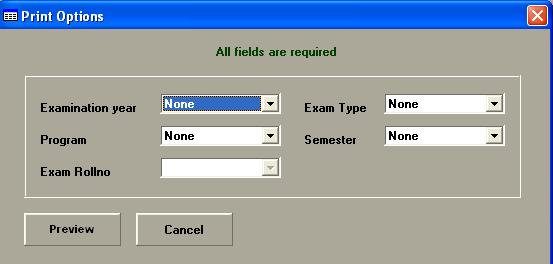 Print Options
All fields are required
Examination year None Exam Type None
Program None Semester None
Exam Rollno
Preview Cancel